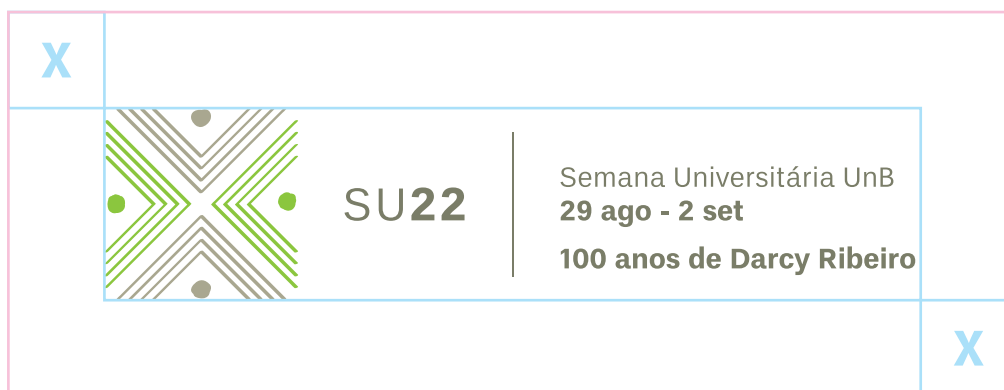 X
SU22
Semana Universitária UnB
29 ago - 2 set
100 anos de Darcy Ribeiro
X